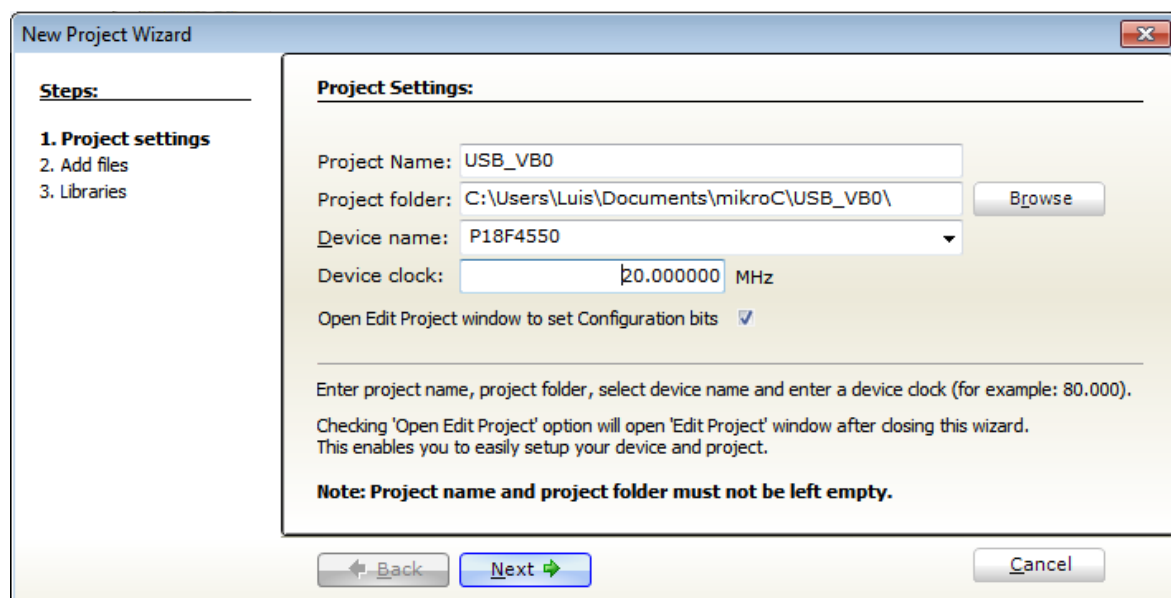 New Project Wizard
Steps:
1. Project settings
2. Add files
3. Libraries
Project Settings:
Project Name: USB_VB0
Project folder: C:\Users\Luis\Documents\mikroC\USB_VB0\ Browse
Device name: P18F4550
Device clock: 20.000000 MHz
Open Edit Project window to set Configuration bits
Enter project name, project folder, select device name and enter a device clock (for example: 80.000).
Checking 'Open Edit Project' option will open 'Edit Project' window after closing this wizard.
This enables you to easily setup your device and project.
Note: Project name and project folder must not be left empty.
Back Next Cancel